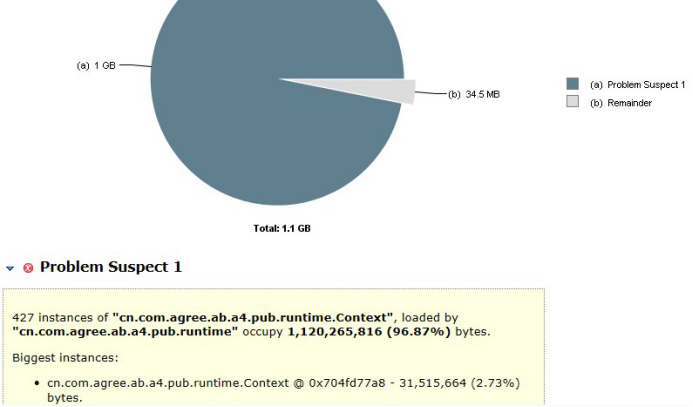 (a) 1 GB
(b) 34.5 MB
(a) Problem Suspect 1
(b) Remainder
Total: 1.1 GB
Problem Suspect 1
427 instances of "cn.com.agree.ab.a4.pub.runtime.Context", loaded by
"cn.com.agree.ab.a4.pub.runtime" occupy 1,120,265,816 (96.87%) bytes.
Biggest instances:
• cn.com.agree.ab.a4.pub.runtime.Context @ 0x704fd77a8 - 31,515,664 (2.73%)
bytes.